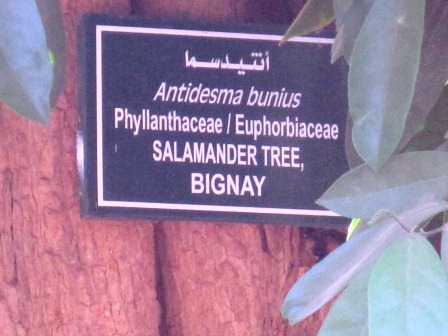 أنتيدسما
Antidesma bunius
Phyllanthaceae / Euphorbiaceae
SALAMANDER TREE,
BIGNAY